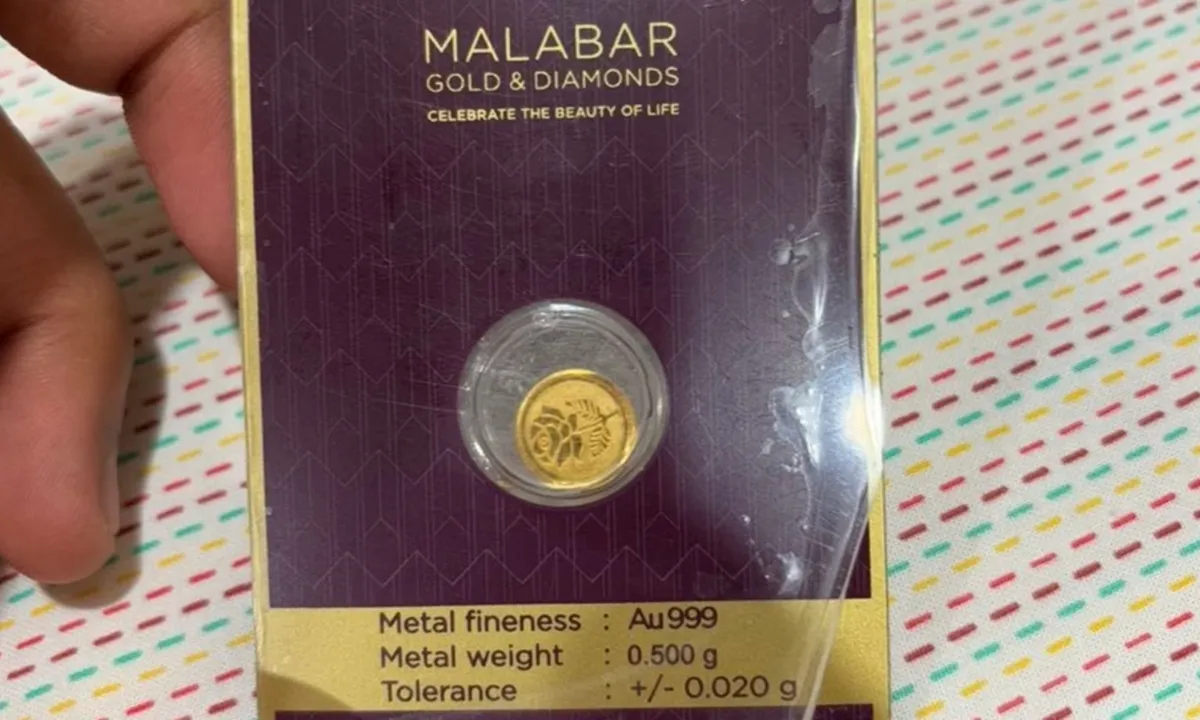 MALABAR
GOLD & DIAMONDS
CELEBRATE THE BEAUTY OF LIFE
Metal fineness : Au999
Metal weight : 0.500 g
Tolerance : +/- 0.020 g